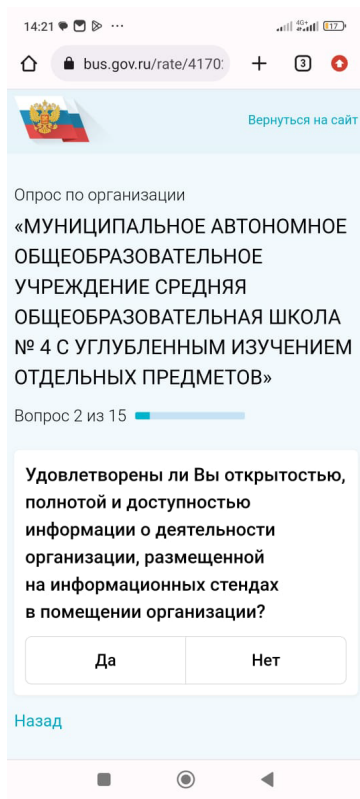 14:21
4G+
17
bus.gov.ru/rate/4170
3
Вернуться на сайт
Опрос по организации
«МУНИЦИПАЛЬНОЕ АВТОНОМНОЕ
ОБЩЕОБРАЗОВАТЕЛЬНОЕ
УЧРЕЖДЕНИЕ СРЕДНЯЯ
ОБЩЕОБРАЗОВАТЕЛЬНАЯ ШКОЛА
№ 4 С УГЛУБЛЕННЫМ ИЗУЧЕНИЕМ
ОТДЕЛЬНЫХ ПРЕДМЕТОВ»
Вопрос 2 из 15
Удовлетворены ли Вы открытостью,
полнотой и доступностью
информации о деятельности
организации, размещенной
на информационных стендах
в помещении организации?
Да
Нет
Назад